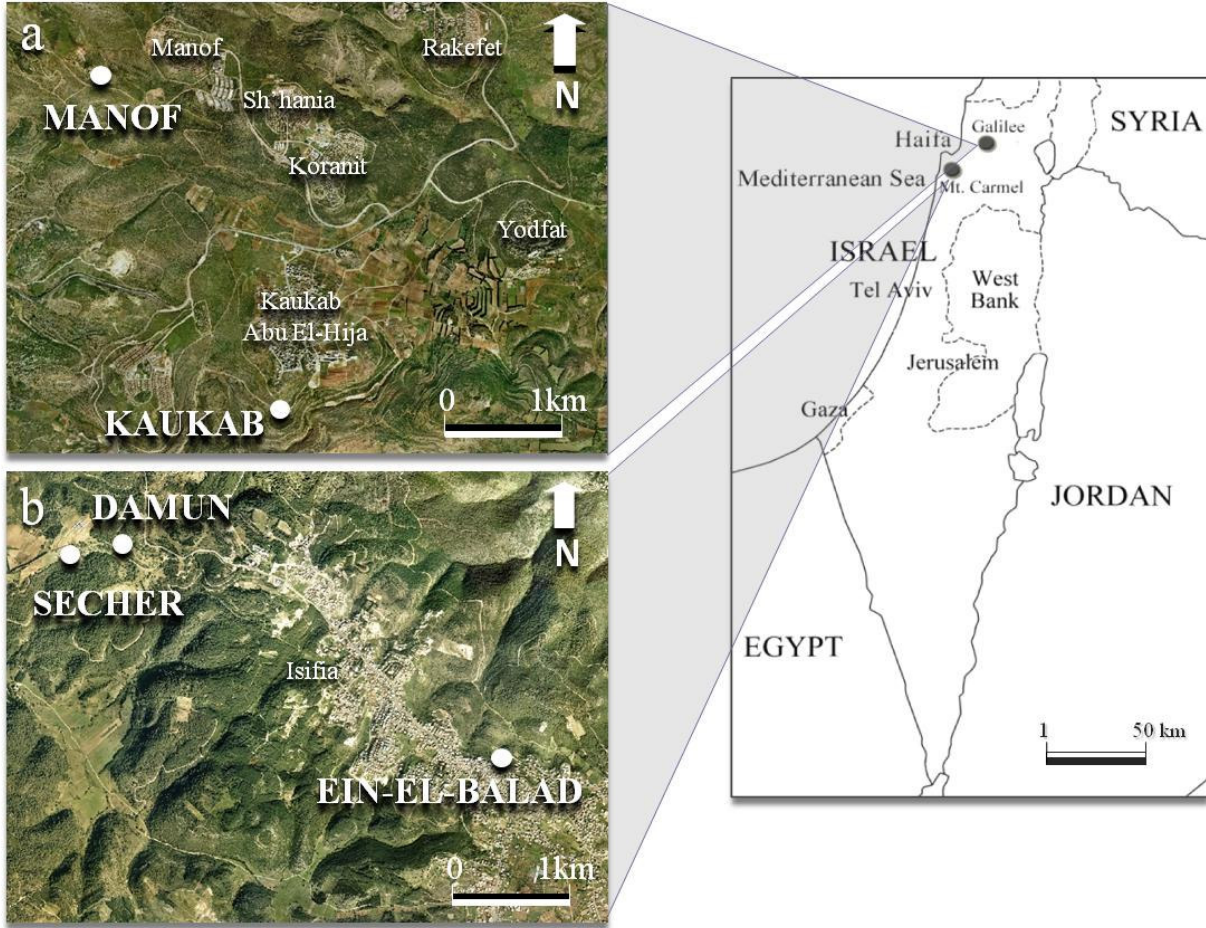 a
Manof
Rakefet
N
MANOF
Sh'hania
Koranit
Yodfat
Kaukab
Abu El-Hija
KAUKAB
0 1km
b
DAMUN
N
SECHER
Isifia
EIN-EL-BALAD
0 1km
SYRIA
Haifa
Galilee
Mediterranean Sea
Mt. Carmel
ISRAEL
Tel Aviv
West
Bank
Jerusalem
Gaza
JORDAN
EGYPT
1 50 km